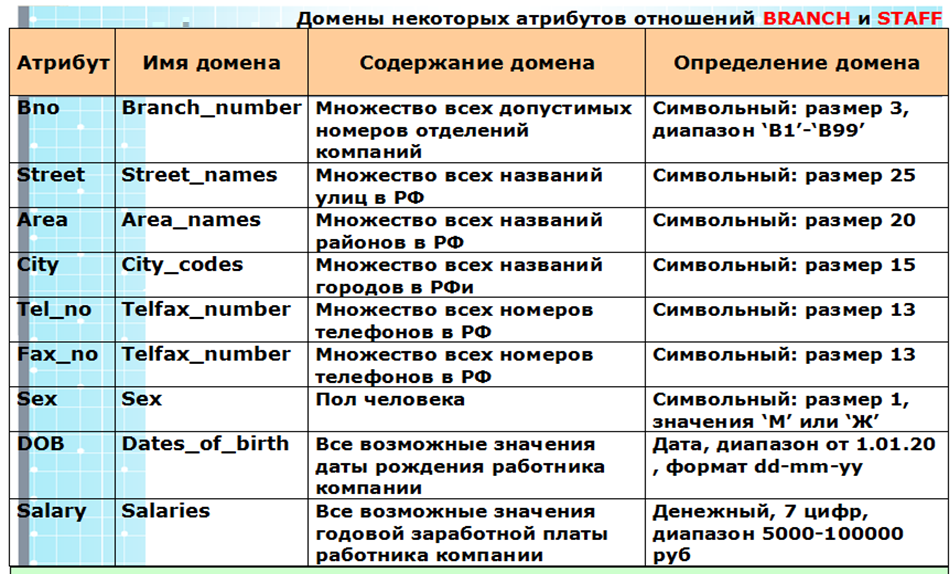 Домены некоторых атрибутов отношений BRANCH и STAFF
Атрибут Имя домена Содержание домена Определение домена
Bno Branch_number Множество всех допустимых Символьный: размер 3,
номеров отделений диапазон ‘B1’-‘B99’
компаний
Street Street_names Множество всех названий Символьный: размер 25
улиц в РФ
Area Area_names Множество всех названий Символьный: размер 20
районов в РФ
City City_codes Множество всех названий Символьный: размер 15
городов в РФи
Tel_no Telfax_number Множество всех номеров Символьный: размер 13
телефонов в РФ
Fax_no Telfax_number Множество всех номеров Символьный: размер 13
телефонов в РФ
Sex Sex Пол человека Символьный: размер 1,
значения ‘М’ или ‘Ж’
DOB Dates_of_birth Все возможные значения Дата, диапазон от 1.01.20
даты рождения работника , формат dd-mm-yy
компании
Salary Salaries Все возможные значения Денежный, 7 цифр,
годовой заработной платы диапазон 5000-100000
работника компании руб